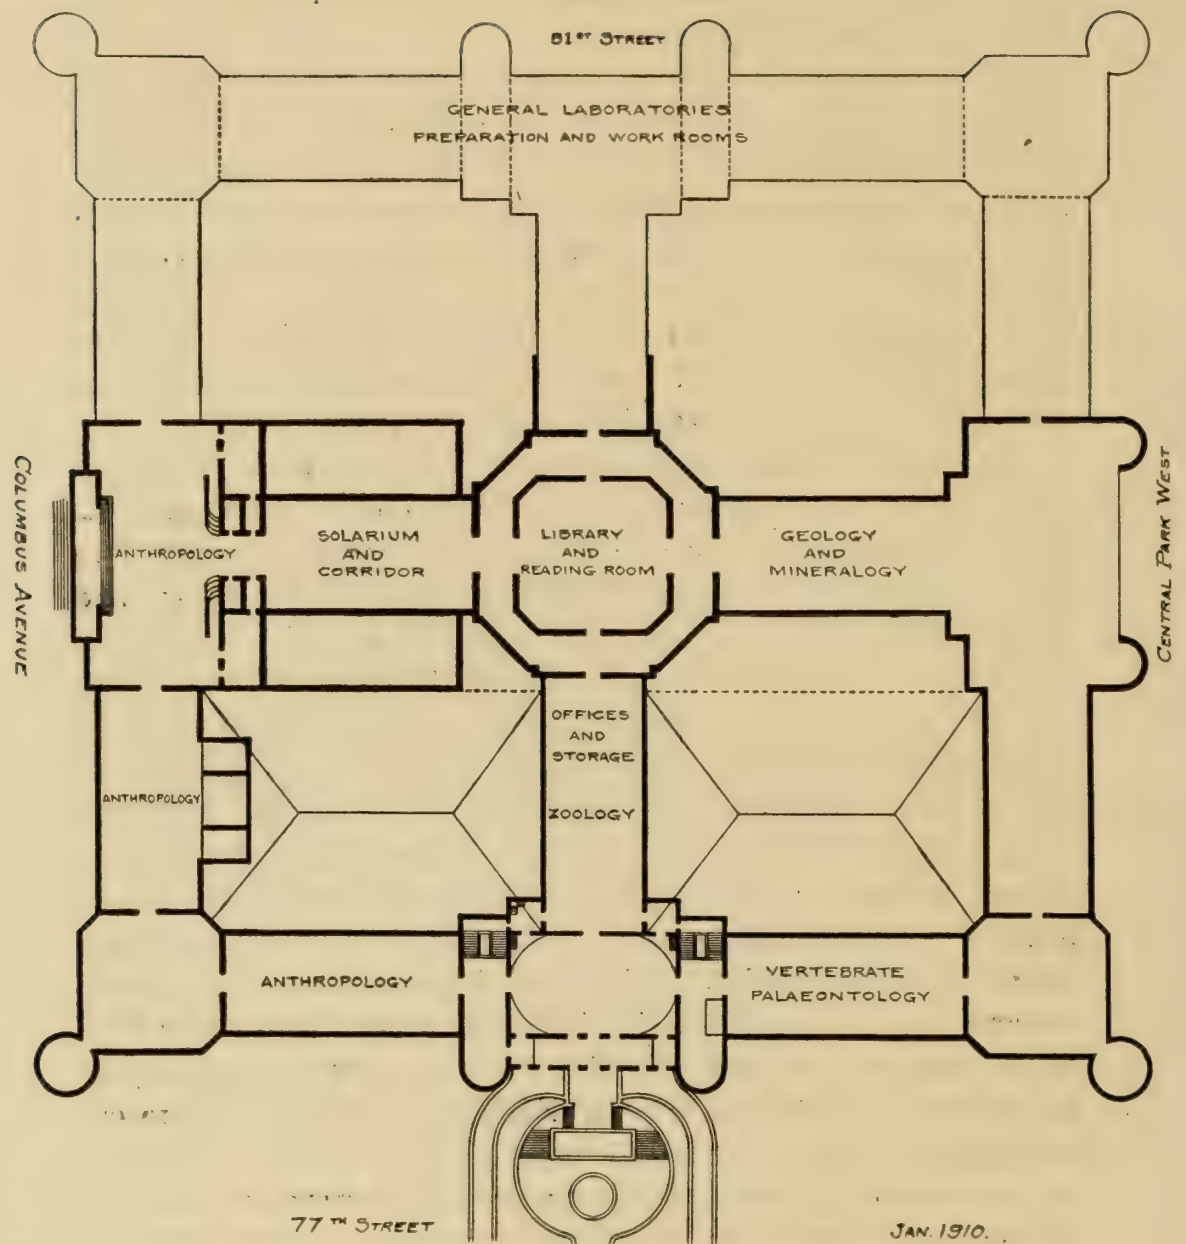 81ST STREET
GENERAL LABORATORIES
PREPARATION AND WORK ROOMS
COLUMBUS AVENUE
CENTRAL PARK WEST
ANTHROPOLOGY
SOLARIUM
AND
CORRIDOR
LIBRARY
AND
READING ROOM
GEOLOGY
AND
MINERALOGY
OFFICES
AND
STORAGE
ZOOLOGY
ANTHROPOLOGY
ANTHROPOLOGY
VERTEBRATE
PALAEONTOLOGY
77TH STREET
JAN. 1910.